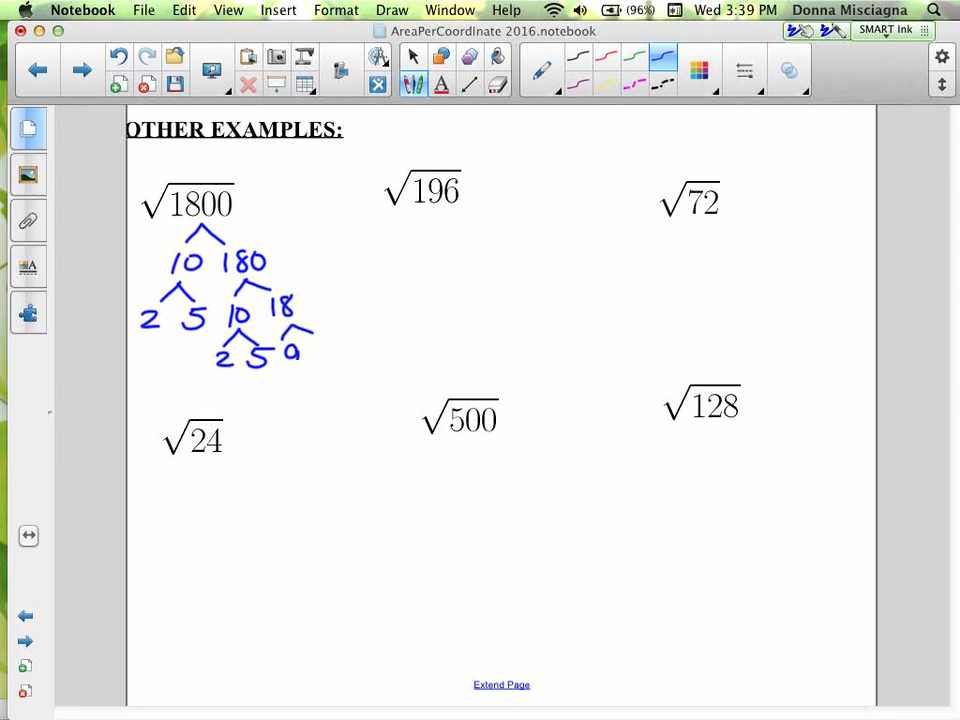 Notebook File Edit View Insert Format Draw Window Help (96%) Wed 3:39 PM Donna Misciagna
AreaPerCoordInate 2016.notebook
SMART Ink
OTHER EXAMPLES:
√1800 √196 √72
10 180
2 5 10 18
2 5 9
√24 √500 √128
Extend Page